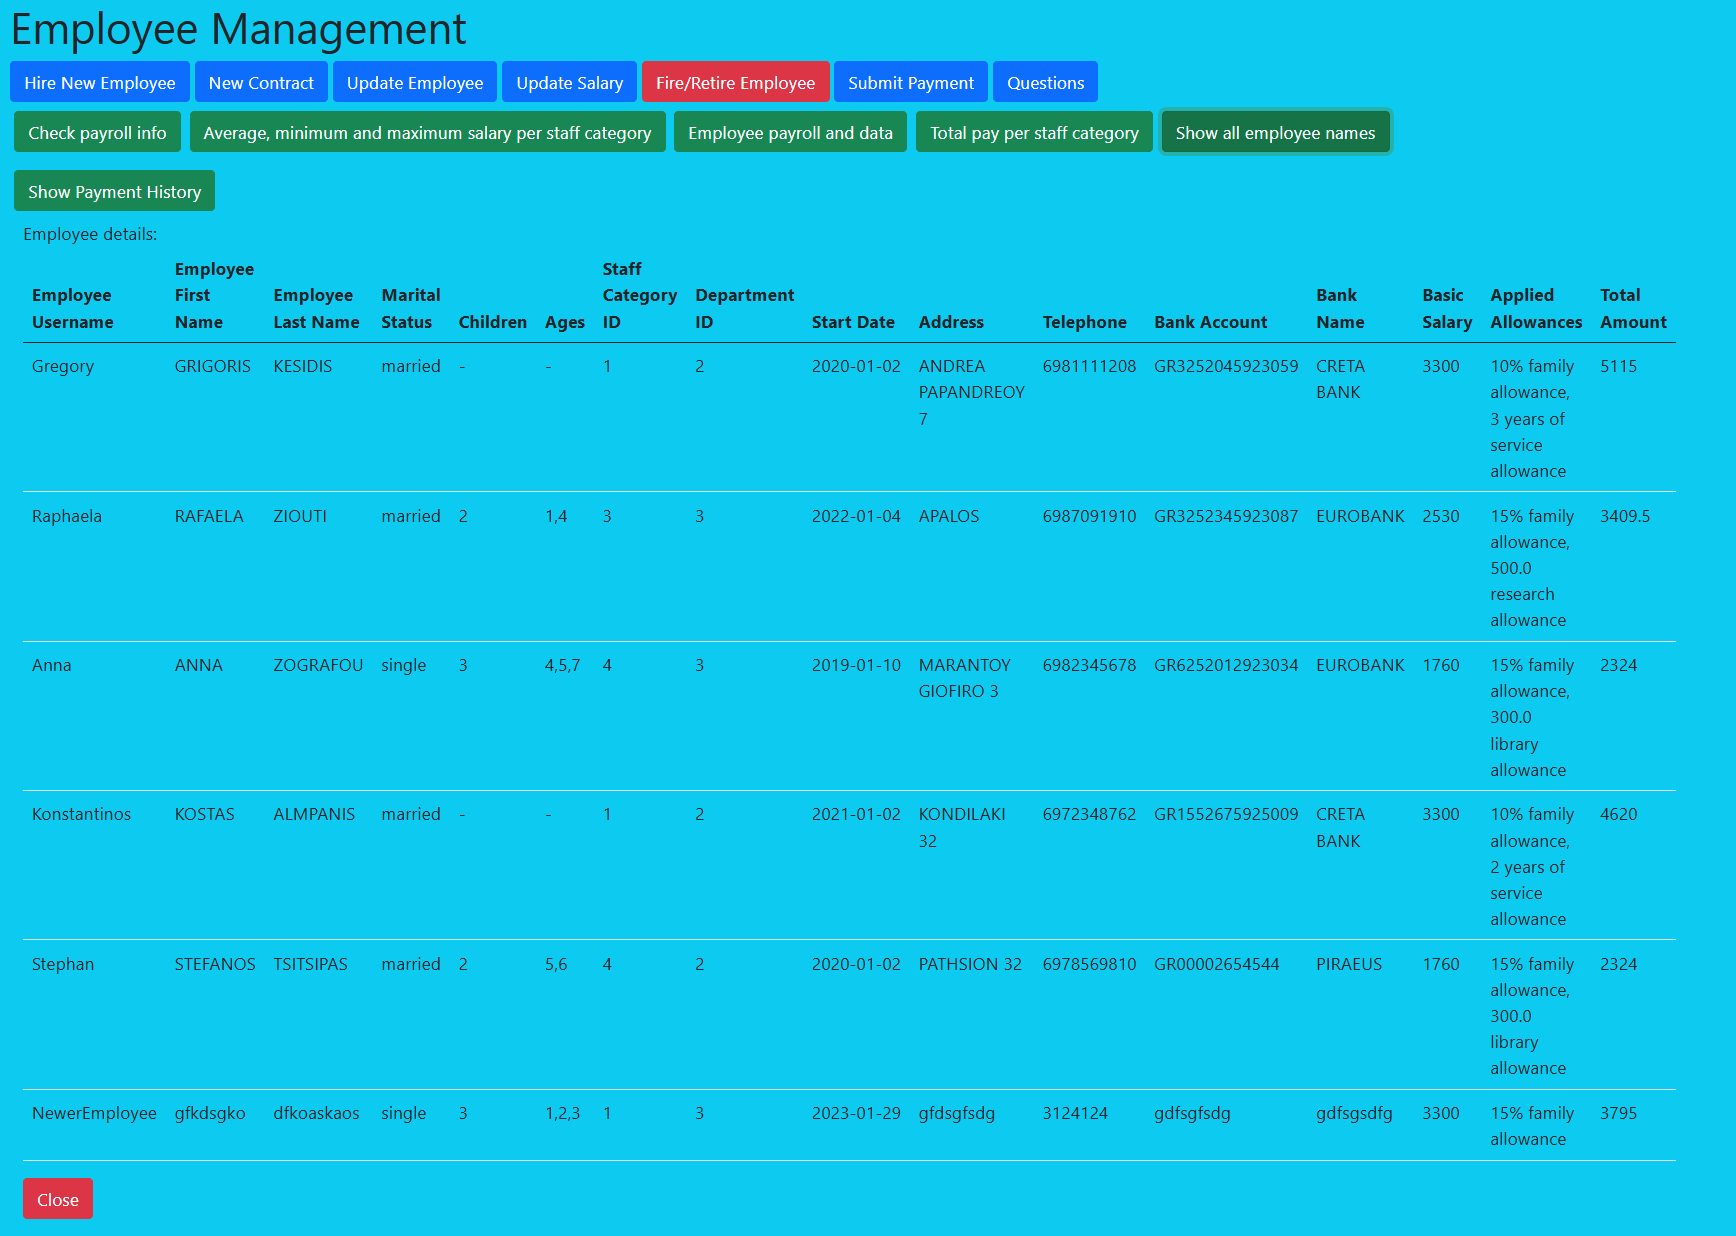 Employee Management
Hire New Employee New Contract Update Employee Update Salary Fire/Retire Employee Submit Payment Questions
Check payroll info Average, minimum and maximum salary per staff category Employee payroll and data Total pay per staff category Show all employee names
Show Payment History
Employee details:
Employee Staff
Employee First Employee Marital Category Department Bank Basic Applied Total
Username Name Last Name Status Children Ages ID ID Start Date Address Telephone Bank Account Name Salary Allowances Amount
Gregory GRIGORIS KESIDIS married - - 1 2 2020-01-02 ANDREA 6981111208 GR3252045923059 CRETA 3300 10% family 5115
PAPANDREOY BANK allowance,
7 3 years of
service
allowance
Raphaela RAFAELA ZIOUTI married 2 1,4 3 3 2022-01-04 APALOS 6987091910 GR3252345923087 EUROBANK 2530 15% family 3409.5
allowance,
500.0
research
allowance
Anna ANNA ZOGRAFOU single 3 4,5,7 4 3 2019-01-10 MARANTOY 6982345678 GR6252012923034 EUROBANK 1760 15% family 2324
GIOFIRO 3 allowance,
300.0
library
allowance
Konstantinos KOSTAS ALMPANIS married - - 1 2 2021-01-02 KONDILAKI 6972348762 GR1552675925009 CRETA 3300 10% family 4620
32 BANK allowance,
2 years of
service
allowance
Stephan STEFANOS TSITSIPAS married 2 5,6 4 2 2020-01-02 PATHSION 32 6978569810 GR00002654544 PIRAEUS 1760 15% family 2324
allowance,
300.0
library
allowance
NewerEmployee gfkdsgko dfkoaskaos single 3 1,2,3 1 3 2023-01-29 gfdsgfsdg 3124124 gdfsgfsdg gdfsgsdfg 3300 15% family 3795
allowance
Close